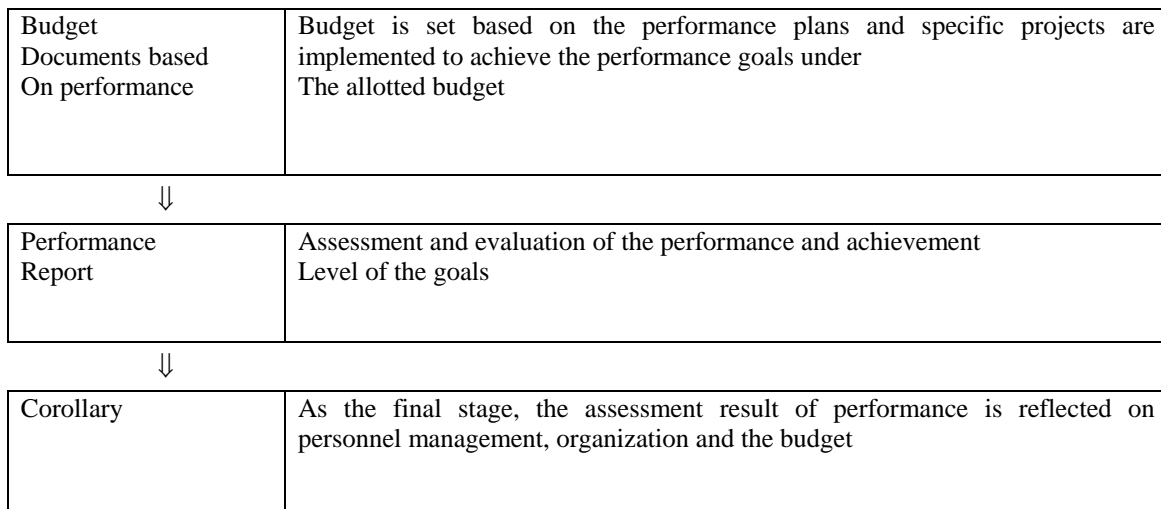 Budget
Documents based
On performance
Budget is set based on the performance plans and specific projects are
implemented to achieve the performance goals under
The allotted budget
⇓
Performance
Report
Assessment and evaluation of the performance and achievement
Level of the goals
⇓
Corollary
As the final stage, the assessment result of performance is reflected on
personnel management, organization and the budget